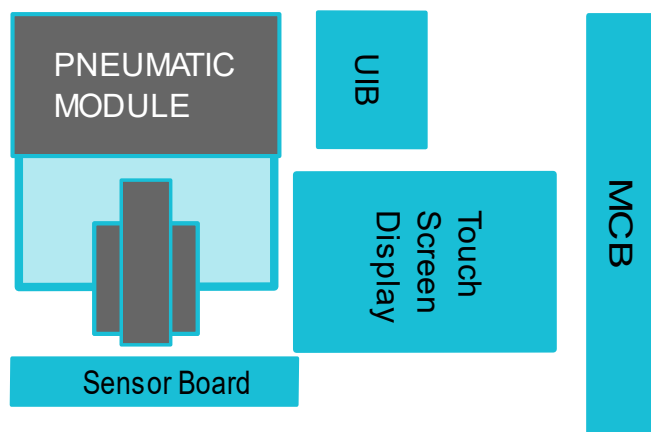 PNEUMATIC
MODULE
UIB
Touch
Screen
Display
MCB
Sensor Board